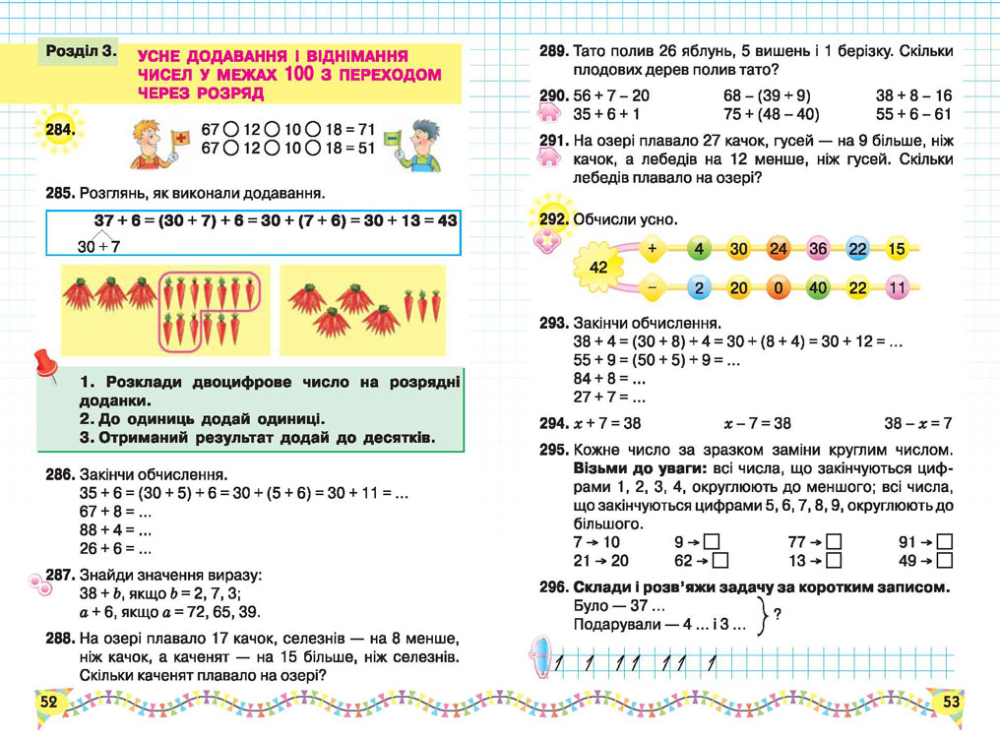 Розділ 3.
УСНЕ ДОДАВАННЯ І ВІДНІМАННЯ
ЧИСЕЛ У МЕЖАХ 100 З ПЕРЕХОДОМ
ЧЕРЕЗ РОЗРЯД
284.
67 ○ 12 ○ 10 ○ 18 = 71
67 ○ 12 ○ 10 ○ 18 = 51
285. Розглянь, як виконали додавання.
37 + 6 = (30 + 7) + 6 = 30 + (7 + 6) = 30 + 13 = 43
30 + 7
1. Розклади двоцифрове число на розрядні
доданки.
2. До одиниць додай одиниці.
3. Отриманий результат додай до десятків.
286. Закінчи обчислення.
35 + 6 = (30 + 5) + 6 = 30 + (5 + 6) = 30 + 11 = ...
67 + 8 = ...
88 + 4 = ...
26 + 6 = ...
287. Знайди значення виразу:
38 + b, якщо b = 2, 7, 3;
a + 6, якщо a = 72, 65, 39.
288. На озері плавало 17 качок, селезнів — на 8 менше,
ніж качок, а каченят — на 15 більше, ніж селезнів.
Скільки каченят плавало на озері?
52
289. Тато полив 26 яблунь, 5 вишень і 1 берізку. Скільки
плодових дерев полив тато?
290. 56 + 7 – 20 68 – (39 + 9) 38 + 8 – 16
35 + 6 + 1 75 + (48 – 40) 55 + 6 – 61
291. На озері плавало 27 качок, гусей — на 9 більше, ніж
качок, а лебедів на 12 менше, ніж гусей. Скільки
лебедів плавало на озері?
292. Обчисли усно.
+ 4 30 24 36 22 15
42
– 2 20 0 40 22 11
293. Закінчи обчислення.
38 + 4 = (30 + 8) + 4 = 30 + (8 + 4) = 30 + 12 = ...
55 + 9 = (50 + 5) + 9 = ...
84 + 8 = ...
27 + 7 = ...
294. x + 7 = 38 x – 7 = 38 38 – x = 7
295. Кожне число за зразком заміни круглим числом.
Візьми до уваги: всі числа, що закінчуються циф-
рами 1, 2, 3, 4, округлюють до меншого; всі числа,
що закінчуються цифрами 5, 6, 7, 8, 9, округлюють до
більшого.
7 → 10 9 → □ 77 → □ 91 → □
21 → 20 62 → □ 13 → □ 49 → □
296. Склади і розв’яжи задачу за коротким записом.
Було — 37 ...
Подарували — 4 ... і 3 ... } ?
1 1 11 11 11 1
53